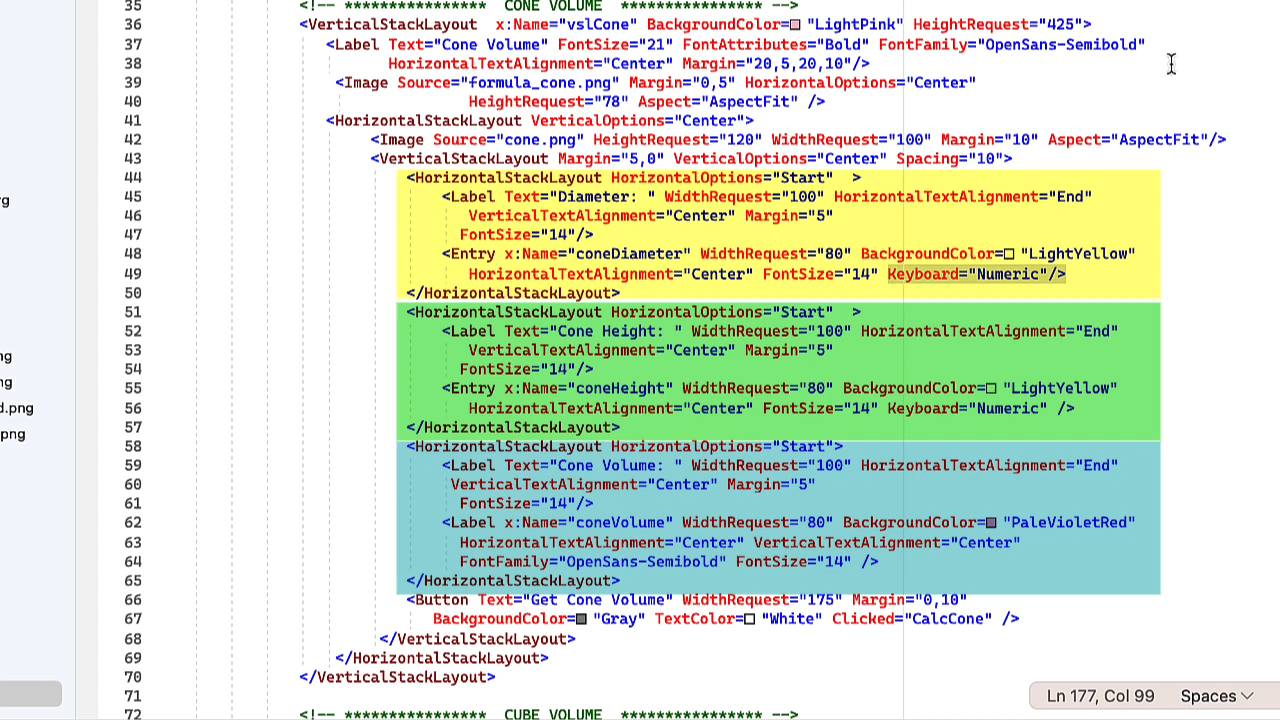 35 <!-- **************** CONE VOLUME **************** -->
36 <VerticalStackLayout x:Name="vslCone" BackgroundColor= "LightPink" HeightRequest="425">
37 <Label Text="Cone Volume" FontSize="21" FontAttributes="Bold" FontFamily="OpenSans-Semibold"
38 HorizontalTextAlignment="Center" Margin="20,5,20,10"/>
39 <Image Source="formula_cone.png" Margin="0,5" HorizontalOptions="Center"
40 HeightRequest="78" Aspect="AspectFit" />
41 <HorizontalStackLayout VerticalOptions="Center">
42 <Image Source="cone.png" HeightRequest="120" WidthRequest="100" Margin="10" Aspect="AspectFit"/>
43 <VerticalStackLayout Margin="5,0" VerticalOptions="Center" Spacing="10">
44 <HorizontalStackLayout HorizontalOptions="Start" >
45 <Label Text="Diameter: " WidthRequest="100" HorizontalTextAlignment="End"
46 VerticalTextAlignment="Center" Margin="5"
47 FontSize="14"/>
48 <Entry x:Name="coneDiameter" WidthRequest="80" BackgroundColor= "LightYellow"
49 HorizontalTextAlignment="Center" FontSize="14" Keyboard="Numeric"/>
50 </HorizontalStackLayout>
51 <HorizontalStackLayout HorizontalOptions="Start" >
52 <Label Text="Cone Height: " WidthRequest="100" HorizontalTextAlignment="End"
53 VerticalTextAlignment="Center" Margin="5"
54 FontSize="14"/>
55 <Entry x:Name="coneHeight" WidthRequest="80" BackgroundColor= "LightYellow"
56 HorizontalTextAlignment="Center" FontSize="14" Keyboard="Numeric" />
57 </HorizontalStackLayout>
58 <HorizontalStackLayout HorizontalOptions="Start">
59 <Label Text="Cone Volume: " WidthRequest="100" HorizontalTextAlignment="End"
60 VerticalTextAlignment="Center" Margin="5"
61 FontSize="14"/>
62 <Label x:Name="coneVolume" WidthRequest="80" BackgroundColor= "PaleVioletRed"
63 HorizontalTextAlignment="Center" VerticalTextAlignment="Center"
64 FontFamily="OpenSans-Semibold" FontSize="14" />
65 </HorizontalStackLayout>
66 <Button Text="Get Cone Volume" WidthRequest="175" Margin="0,10"
67 BackgroundColor= "Gray" TextColor= "White" Clicked="CalcCone" />
68 </VerticalStackLayout>
69 </HorizontalStackLayout>
70 </VerticalStackLayout>
71
72 <!-- **************** CUBE VOLUME **************** -->
Ln 177, Col 99 Spaces